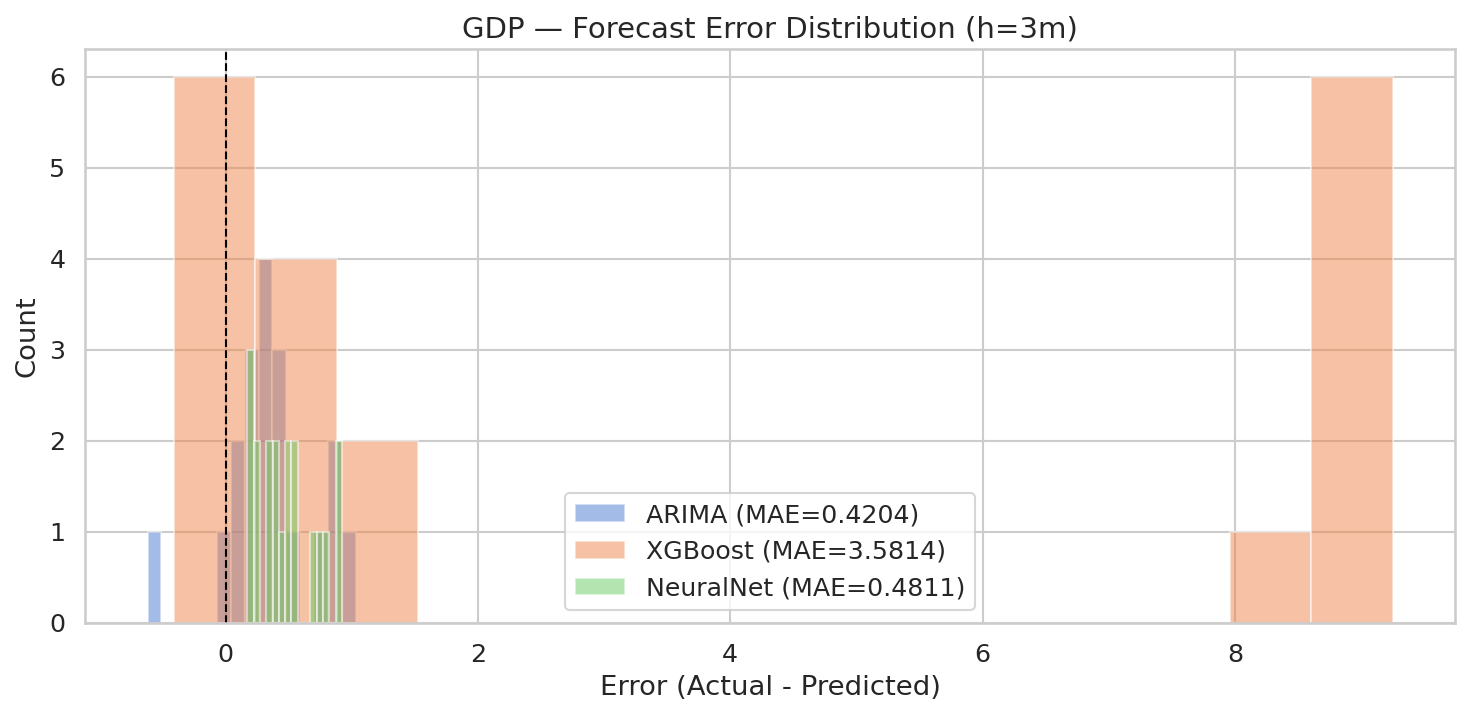 GDP — Forecast Error Distribution (h=3m)
6
5
4
3
2
1
0
Count
ARIMA (MAE=0.4204)
XGBoost (MAE=3.5814)
NeuralNet (MAE=0.4811)
0 2 4 6 8
Error (Actual - Predicted)